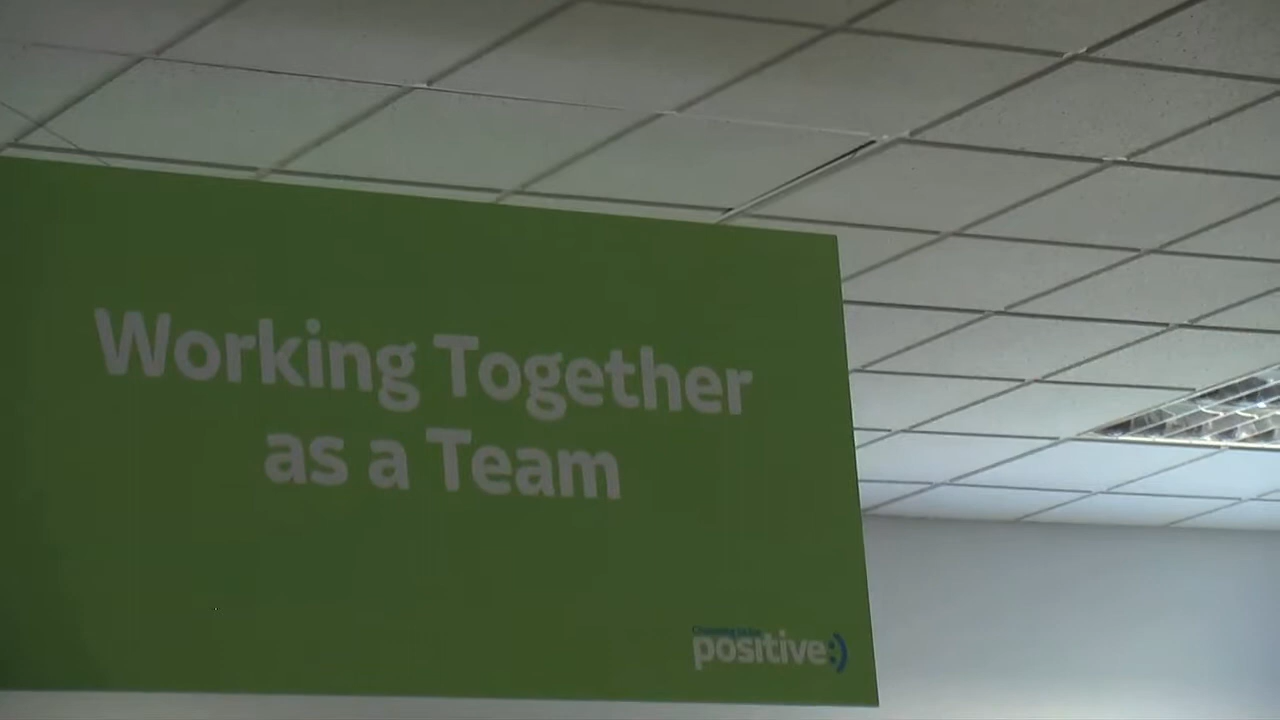 Working Together
as a Team
positive:)